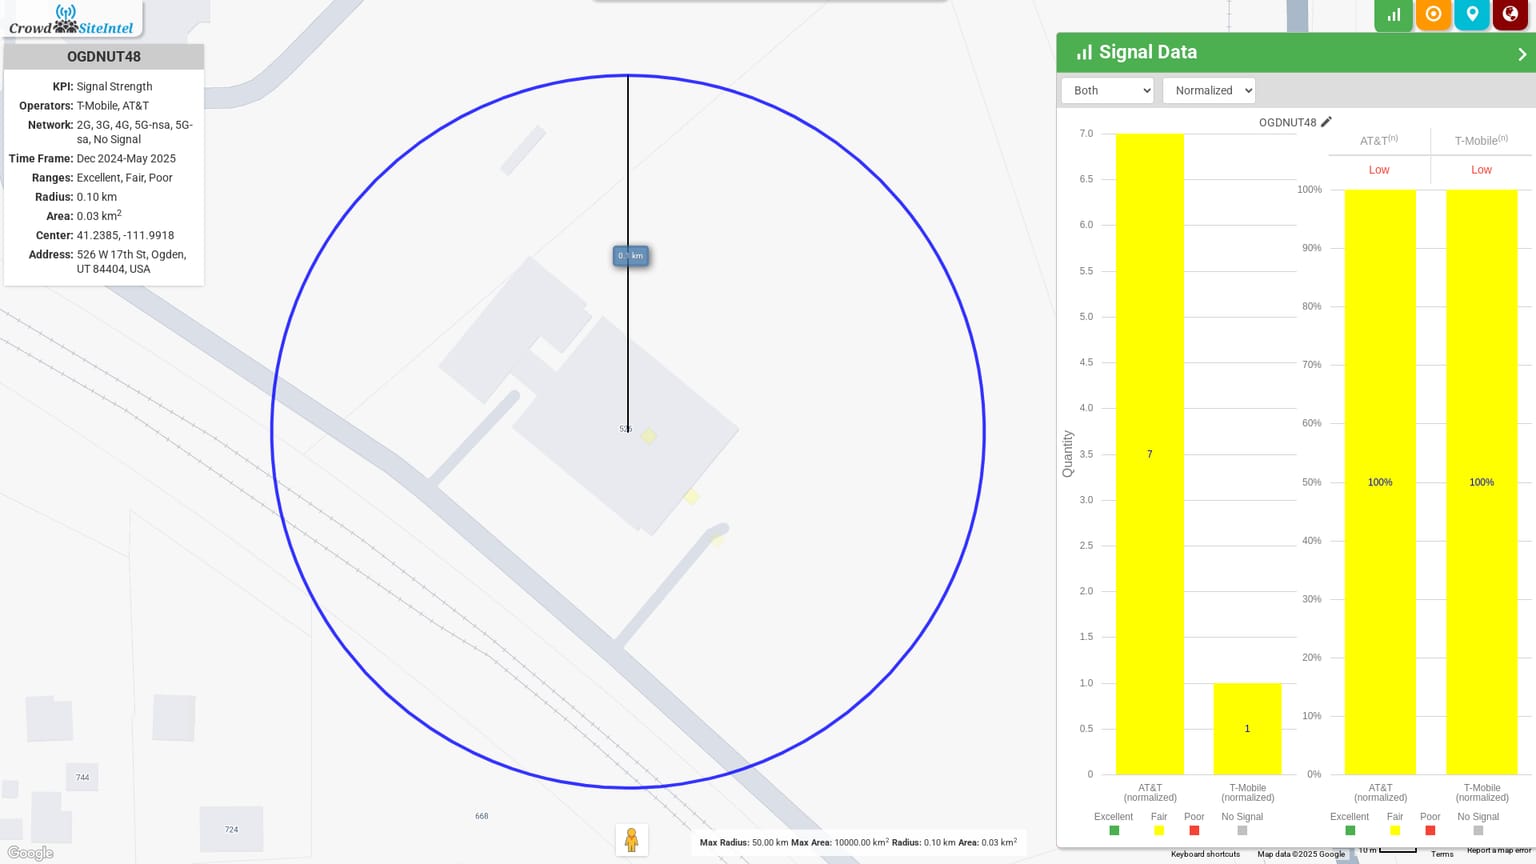 Crowd SiteIntel
OGDNUT48
KPI: Signal Strength
Operators: T-Mobile, AT&T
Network: 2G, 3G, 4G, 5G-nsa, 5G-
sa, No Signal
Time Frame: Dec 2024-May 2025
Ranges: Excellent, Fair, Poor
Radius: 0.10 km
Area: 0.03 km²
Center: 41.2385, -111.9918
Address: 526 W 17th St, Ogden,
UT 84404, USA
0.1 km
526
744
724
668
Google
Max Radius: 50.00 km Max Area: 10000.00 km² Radius: 0.10 km Area: 0.03 km²
Signal Data
Both
Normalized
OGDNUT48
Quantity
7.0
6.5
6.0
5.5
5.0
4.5
4.0
3.5
3.0
2.5
2.0
1.5
1.0
0.5
0
7
1
AT&T
(normalized)
T-Mobile
(normalized)
Excellent Fair Poor No Signal
AT&T(n) T-Mobile(n)
Low Low
100%
90%
80%
70%
60%
50%
40%
30%
20%
10%
0%
100% 100%
AT&T
(normalized)
T-Mobile
(normalized)
Excellent Fair Poor No Signal
Keyboard shortcuts Map data ©2025 Google 10 m Terms Report a map error